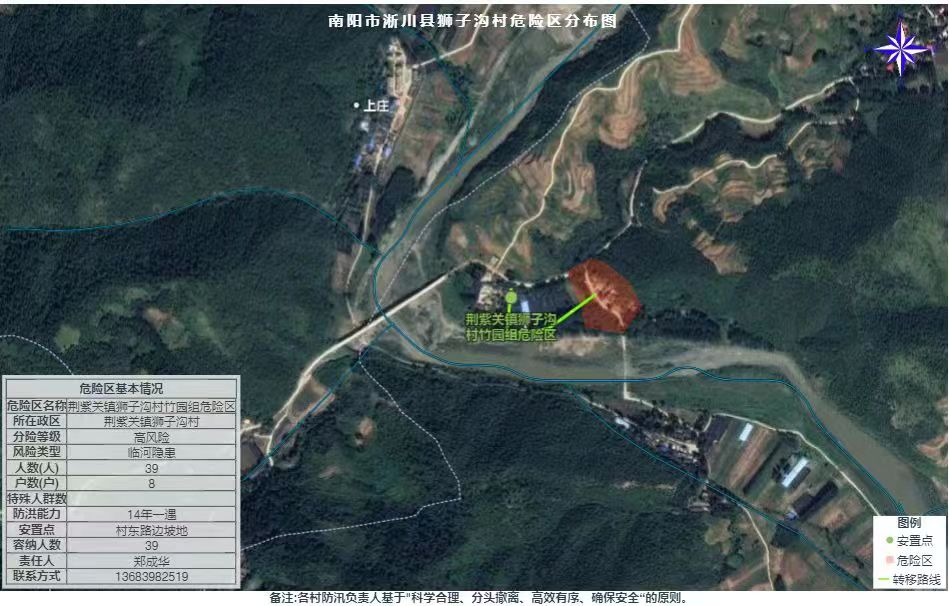 南阳市淅川县狮子沟村危险区分布图
上庄
荆紫关镇狮子沟
村竹园组危险区
危险区基本情况
危险区名称 荆紫关镇狮子沟村竹园组危险区
所在政区 荆紫关镇狮子沟村
分险等级 高风险
风险类型 临河隐患
人数(人) 39
户数(户) 8
特殊人群数
防洪能力 14年一遇
安置点 村东路边坡地
容纳人数 39
责任人 郑成华
联系方式 13683982519
图例
安置点
危险区
转移路线
备注:各村防汛负责人基于"科学合理、分头撤离、高效有序、确保安全"的原则。